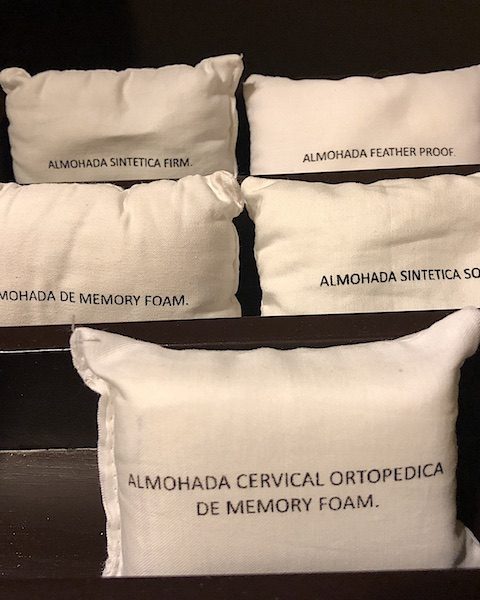 ALMOHADA SINTETICA FIRM.
ALMOHADA FEATHER PROOF.
MOHADA DE MEMORY FOAM.
ALMOHADA SINTETICA SO
ALMOHADA CERVICAL ORTOPEDICA
DE MEMORY FOAM.